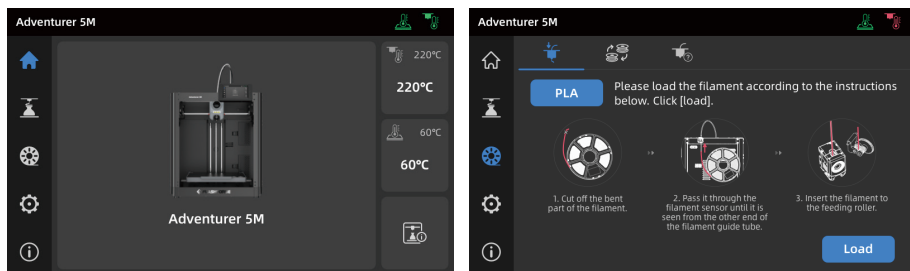 Adventurer 5M
220℃
220℃
60℃
60℃
Adventurer 5M
Adventurer 5M
PLA
Please load the filament according to the instructions
below. Click [load].
1. Cut off the bent
part of the filament.
2. Pass it through the
filament sensor until it is
seen from the other end of
the filament guide tube.
3. Insert the filament to
the feeding roller.
Load